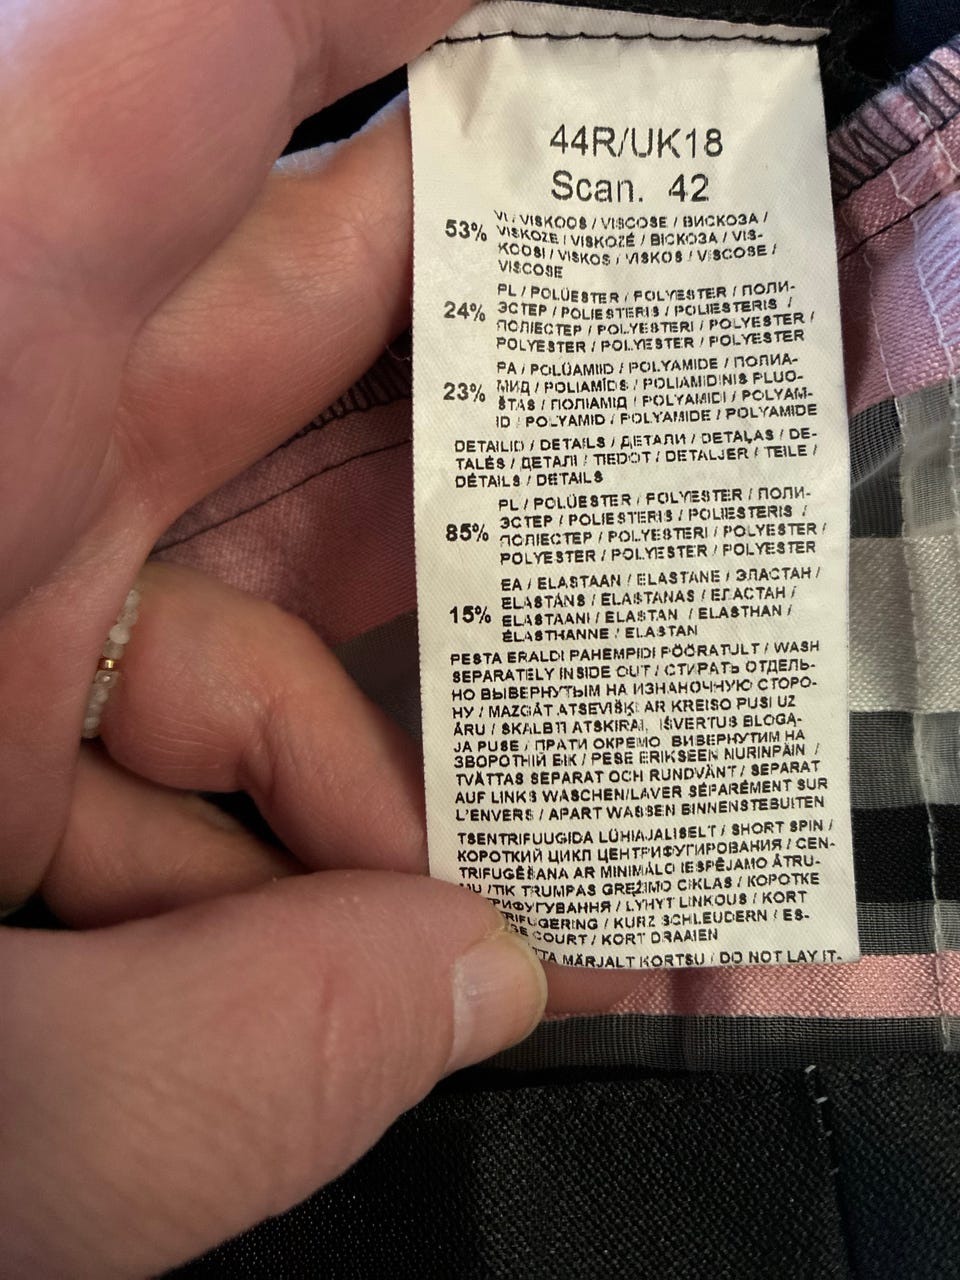 44R/UK18
Scan. 42
53% VI / VISKOOS / VISCOSE / ВИСКОЗА /
VISKOZE / VISKOZĖ / ВІСКОЗА / VIS-
KOOSI / VISKOS / VISKOS / VISCOSE /
VISCOSE
24% PL / POLÜESTER / POLYESTER / ПОЛИ-
ЭСТЕР / POLIESTERIS / POLIESTERIS /
ПОЛІЕСТЕР / POLYESTERI / POLYESTER /
POLYESTER / POLYESTER / POLYESTER
23% PA / POLÜAMIID / POLYAMIDE / ПОЛИА-
МИД / POLIAMĪDS / POLIAMIDINIS PLUO-
ŠTAS / ПОЛІАМІД / POLYAMIDI / POLYAM-
ID / POLYAMID / POLYAMIDE / POLYAMIDE
DETAILID / DETAILS / ДЕТАЛИ / DETAĻAS / DE-
TALĖS / ДЕТАЛІ / TIEDOT / DETALJER / TEILE /
DÉTAILS / DETAILS
85% PL / POLÜESTER / POLYESTER / ПОЛИ-
ЭСТЕР / POLIESTERIS / POLIESTERIS /
ПОЛІЕСТЕР / POLYESTERI / POLYESTER /
POLYESTER / POLYESTER / POLYESTER
15% EA / ELASTAAN / ELASTANE / ЭЛАСТАН /
ELASTĀNS / ELASTANAS / ЕЛАСТАН /
ELASTAANI / ELASTAN / ELASTHAN /
ÉLASTHANNE / ELASTAN
PESTA ERALDI PAHEMPIDI PÖÖRATULT / WASH
SEPARATELY INSIDE OUT / СТИРАТЬ ОТДЕЛЬ-
НО ВЫВЕРНУТЫМ НА ИЗНАНОЧНУЮ СТОРО-
НУ / MAZGĀT ATSEVIŠĶI AR KREISO PUSI UZ
ĀRU / SKALBTI ATSKIRAI, IŠVERTUS BLOGĄ-
JA PUSE / ПРАТИ ОКРЕМО ВИВЕРНУТИМ НА
ЗВОРОТНІЙ БІК / PESE ERIKSEEN NURINPÄIN /
TVÄTTAS SEPARAT OCH RUNDVÄNT / SEPARAT
AUF LINKS WASCHEN/LAVER SÉPARÉMENT SUR
L'ENVERS / APART WASSEN BINNENSTEBUITEN
TSENTRIFUUGIDA LÜHIAJALISELT / SHORT SPIN /
КОРОТКИЙ ЦИКЛ ЦЕНТРИФУГИРОВАНИЯ / CEN-
TRIFUGĒŠANA AR MINIMĀLO IESPĒJAMO ĀTRU-
MU / TIK TRUMPAS GRĘŽIMO CIKLAS / КОРОТКЕ
РИФУГУВАННЯ / LYHYT LINKOUS / KORT
RIFUGERING / KURZ SCHLEUDERN / ES-
GE COURT / KORT DRAAIEN
TTA MÄRJALT KORTSU / DO NOT LAY IT-